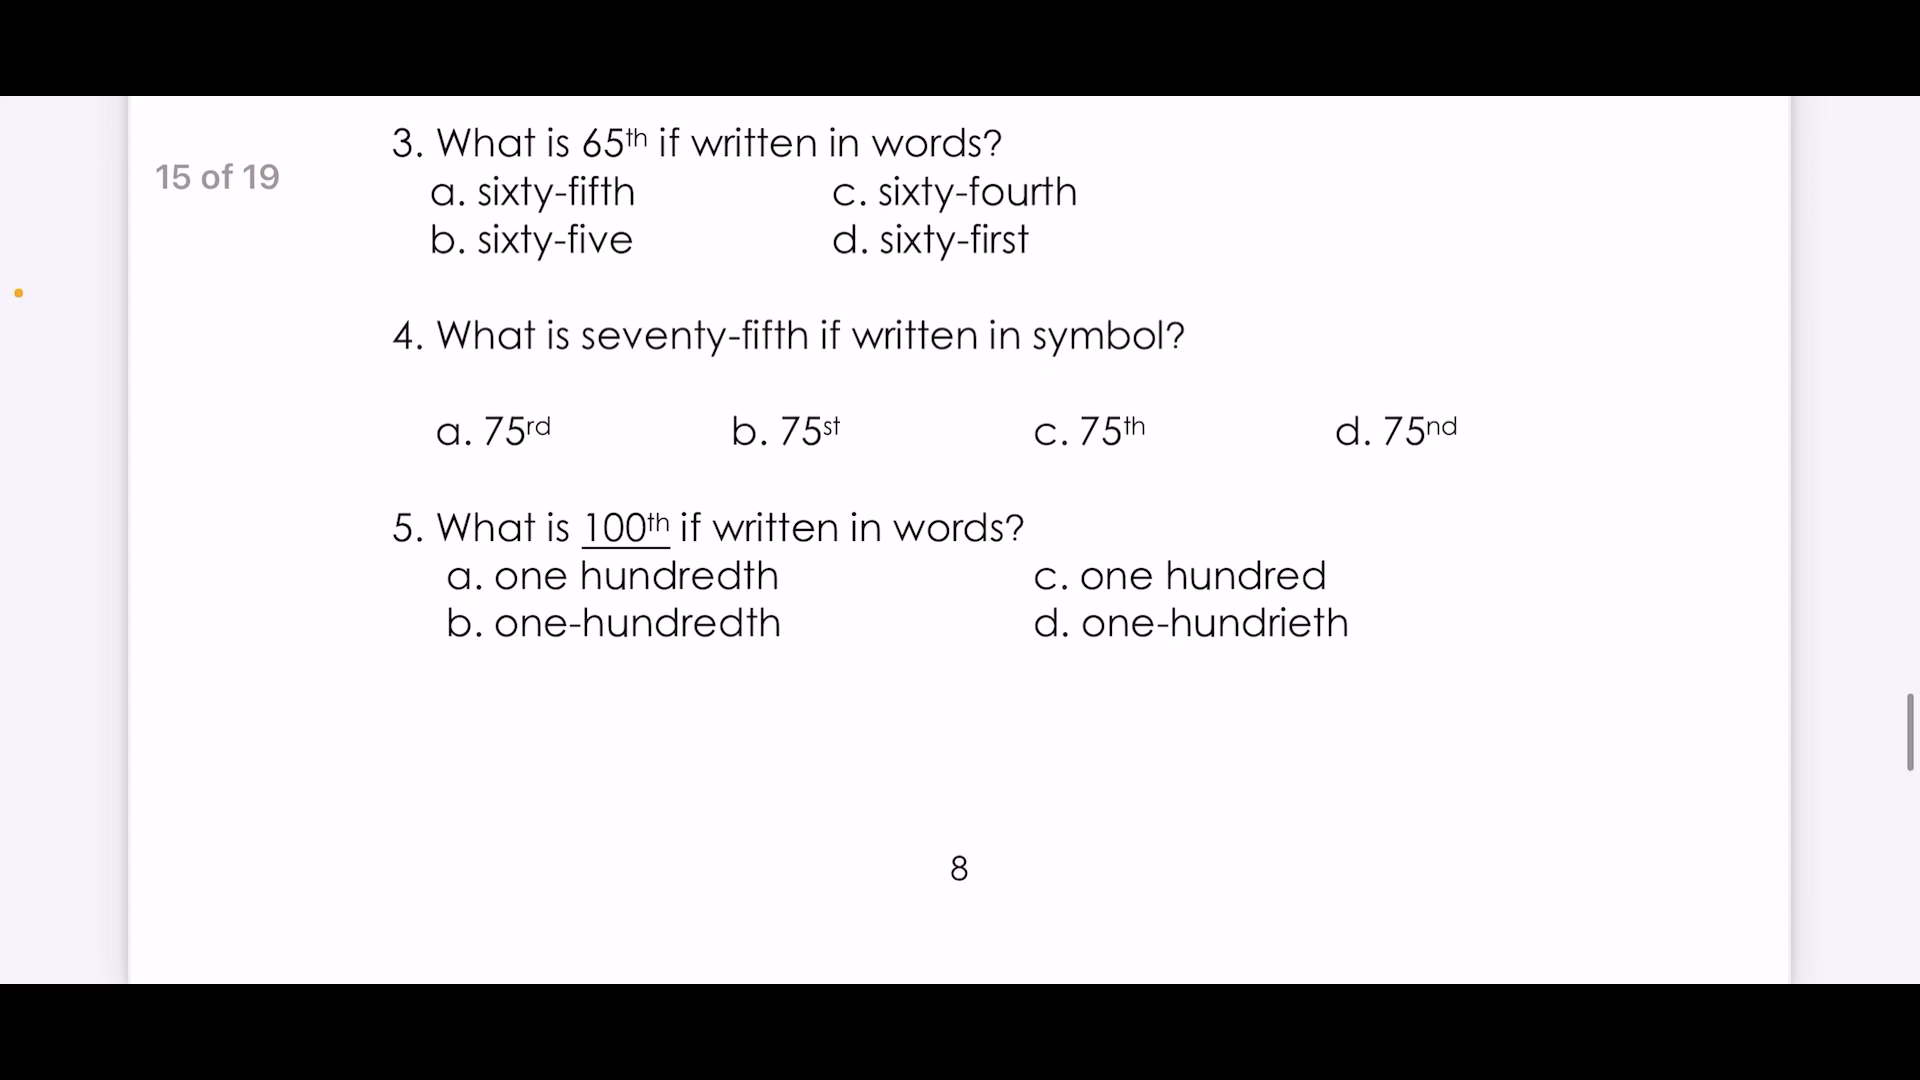 15 of 19
3. What is 65th if written in words?
a. sixty-fifth c. sixty-fourth
b. sixty-five d. sixty-first
4. What is seventy-fifth if written in symbol?
a. 75rd b. 75st c. 75th d. 75nd
5. What is 100th if written in words?
a. one hundredth c. one hundred
b. one-hundredth d. one-hundrieth
8